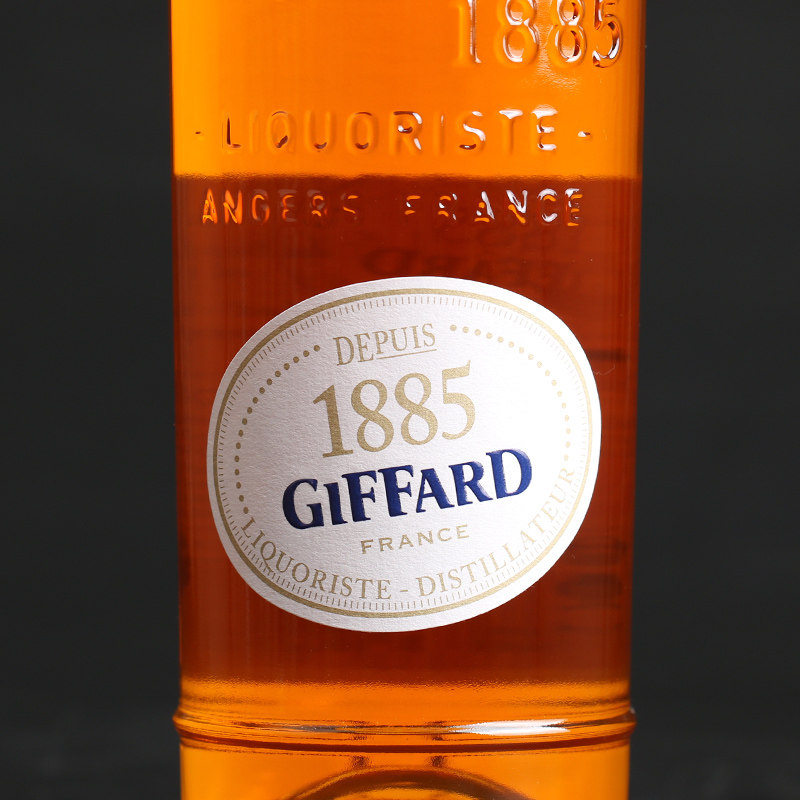 1885
- LIQUORISTE -
ANGERS FRANCE
DEPUIS
1885
GIFFARD
FRANCE
LIQUORISTE - DISTILLATEUR